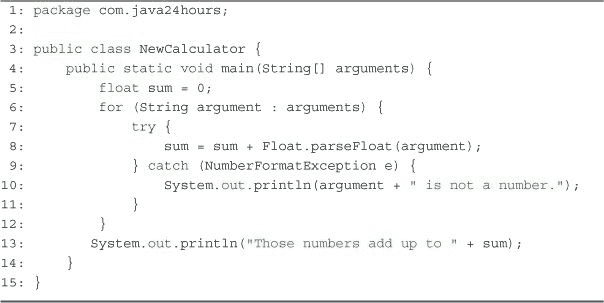 1: package com.java24hours;
2:
3: public class NewCalculator {
4:     public static void main(String[] arguments) {
5:         float sum = 0;
6:         for (String argument : arguments) {
7:             try {
8:                 sum = sum + Float.parseFloat(argument);
9:             } catch (NumberFormatException e) {
10:                 System.out.println(argument + " is not a number.");
11:             }
12:         }
13:        System.out.println("Those numbers add up to " + sum);
14:     }
15: }